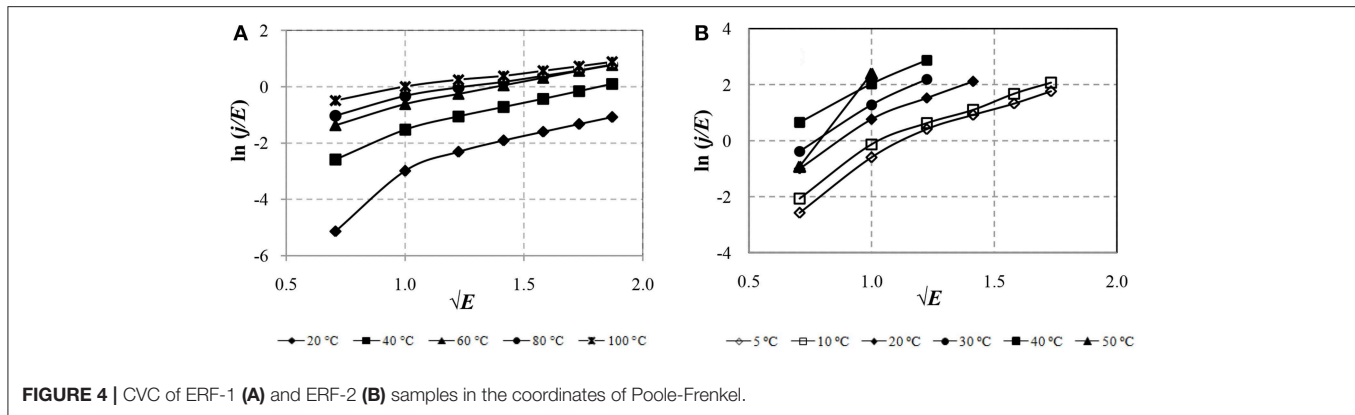 A
2
0
-2
-4
-6
ln (j/E)
0.5 1.0 1.5 2.0
√E
20 °C 40 °C 60 °C 80 °C 100 °C
B
4
2
0
-2
-4
ln (j/E)
0.5 1.0 1.5 2.0
√E
5 °C 10 °C 20 °C 30 °C 40 °C 50 °C
FIGURE 4 | CVC of ERF-1 (A) and ERF-2 (B) samples in the coordinates of Poole-Frenkel.